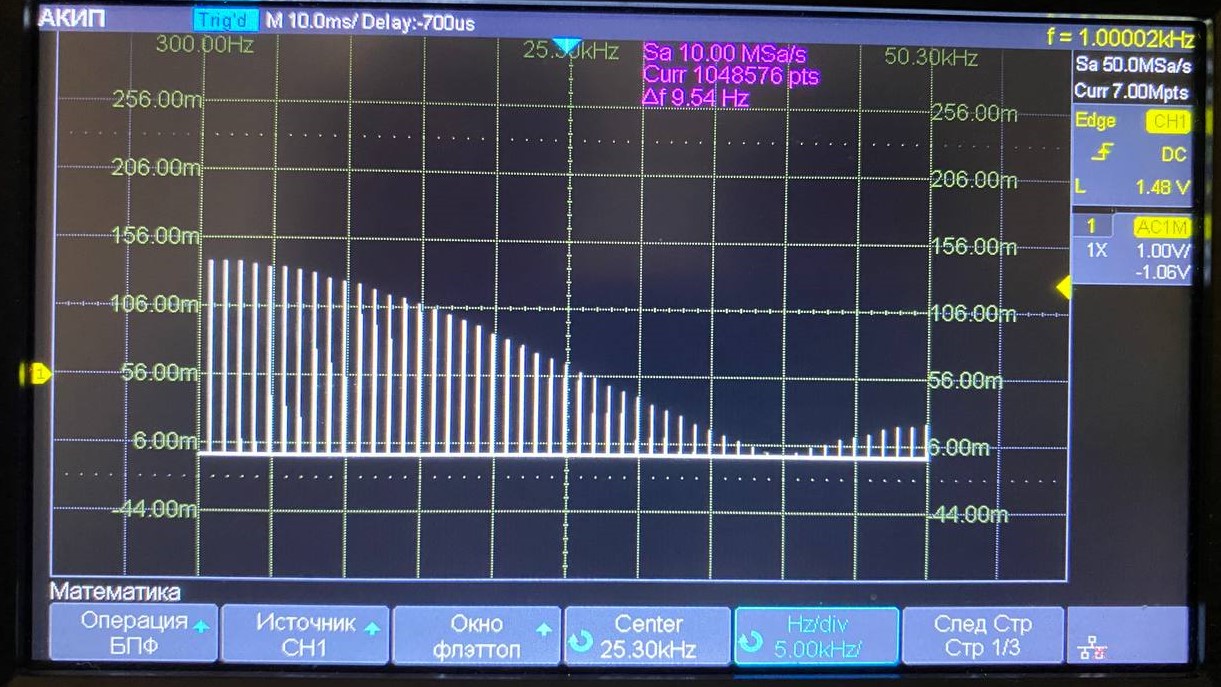 АКИП Trig'd M 10.0ms/ Delay:-700us
f = 1.00002kHz
300.00Hz 25.30kHz 50.30kHz
Sa 10.00 MSa/s
Curr 1048576 pts
Δf 9.54 Hz
Sa 50.0MSa/s
Curr 7.00Mpts
Edge CH1
DC
L 1.48 V
1 AC1M
1X 1.00V/
-1.06V
256.00m 256.00m
206.00m 206.00m
156.00m 156.00m
106.00m 106.00m
56.00m 56.00m
6.00m 6.00m
-44.00m -44.00m
1
Математика
Операция
БПФ
Источник
CH1
Окно
флэттоп
Center
25.30kHz
Hz/div
5.00kHz/
След Стр
Стр 1/3